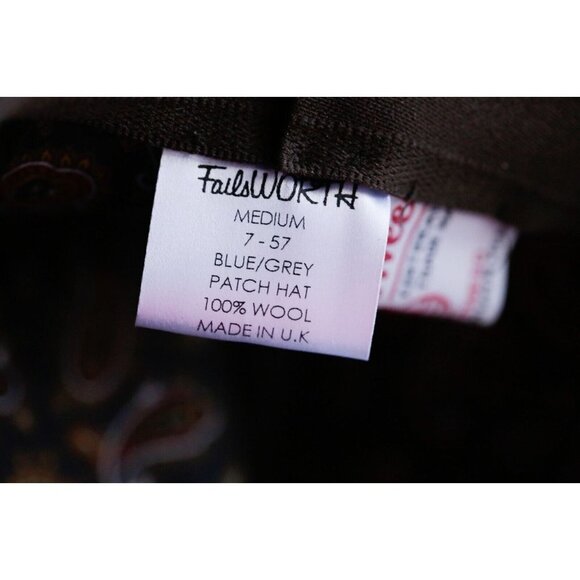 FailsWORTH
MEDIUM
7 - 57
BLUE/GREY
PATCH HAT
100% WOOL
MADE IN U.K